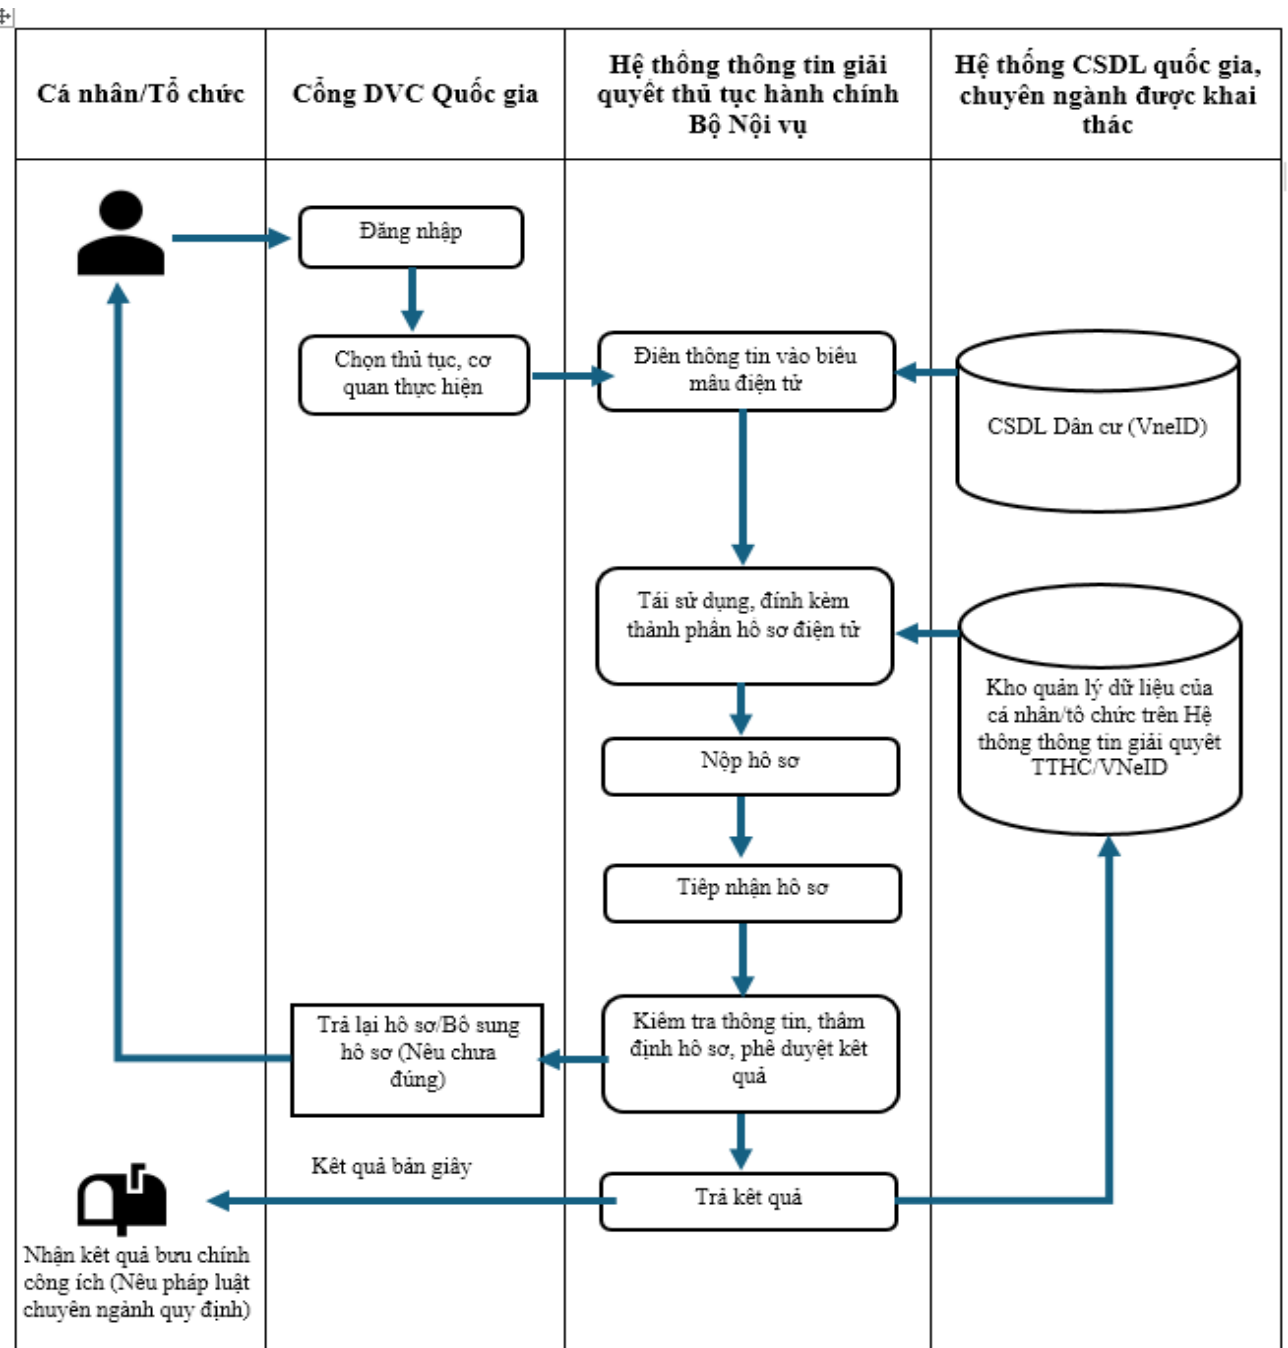 Cá nhân/Tổ chức
Cổng DVC Quốc gia
Hệ thống thông tin giải
quyết thủ tục hành chính
Bộ Nội vụ
Hệ thống CSDL quốc gia,
chuyên ngành được khai
thác
Đăng nhập
Chọn thủ tục, cơ
quan thực hiện
Điền thông tin vào biểu
mẫu điện tử
CSDL Dân cư (VneID)
Tái sử dụng, đính kèm
thành phần hồ sơ điện tử
Kho quản lý dữ liệu của
cá nhân/tổ chức trên Hệ
thông thông tin giải quyết
TTHC/VNeID
Nộp hồ sơ
Tiếp nhận hồ sơ
Kiểm tra thông tin, thẩm
định hồ sơ, phê duyệt kết
quả
Trả lại hồ sơ/Bổ sung
hồ sơ (Nếu chưa
đúng)
Kết quả bản giấy
Trả kết quả
Nhận kết quả bưu chính
công ích (Nếu pháp luật
chuyên ngành quy định)